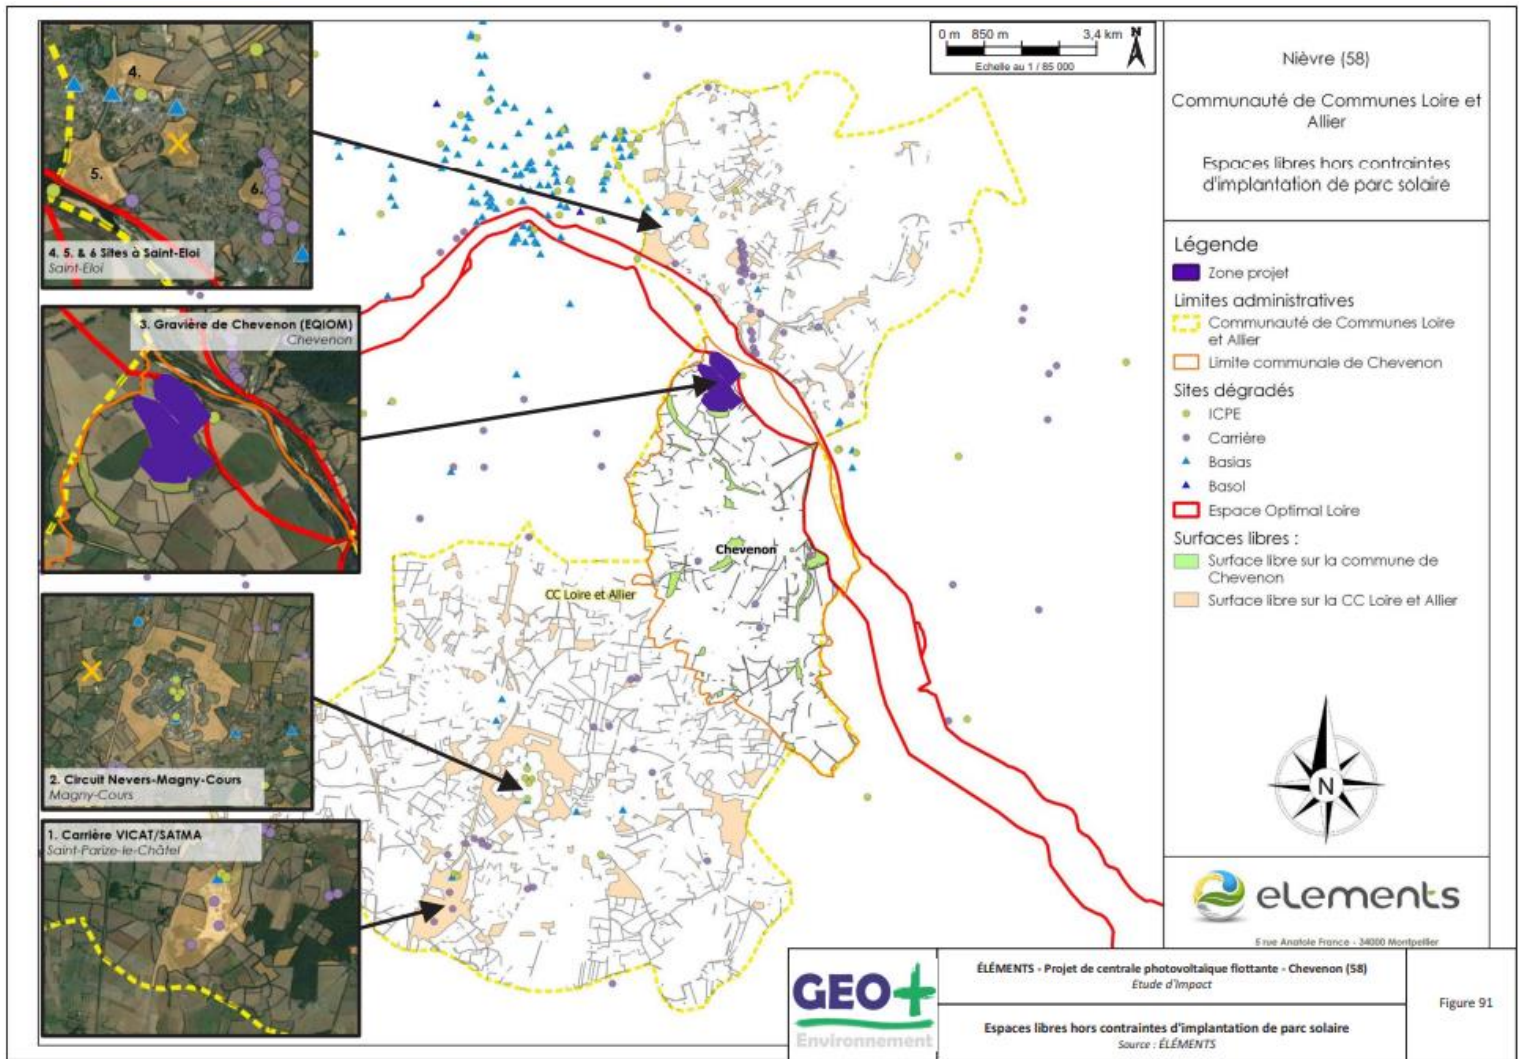 4.
5.
6.
4. 5. & 6 Sites à Saint-Eloi
Saint-Eloi
3. Gravière de Chevenon (EQIOM)
Chevenon
2. Circuit Nevers-Magny-Cours
Magny-Cours
1. Carrière VICAT/SATMA
Saint-Parize-le-Châtel
0 m 850 m 3,4 km
N
Echelle au 1 / 85 000
Chevenon
CC Loire et Allier
Nièvre (58)
Communauté de Communes Loire et
Allier
Espaces libres hors contraintes
d'implantation de parc solaire
Légende
Zone projet
Limites administratives
Communauté de Communes Loire
et Allier
Limite communale de Chevenon
Sites dégradés
ICPE
Carrière
Basias
Basol
Espace Optimal Loire
Surfaces libres :
Surface libre sur la commune de
Chevenon
Surface libre sur la CC Loire et Allier
N
eLements
5 rue Anatole France - 34000 Montpellier
GEO+
Environnement
ÉLÉMENTS - Projet de centrale photovoltaïque flottante - Chevenon (58)
Etude d'Impact
Espaces libres hors contraintes d'implantation de parc solaire
Source : ÉLÉMENTS
Figure 91